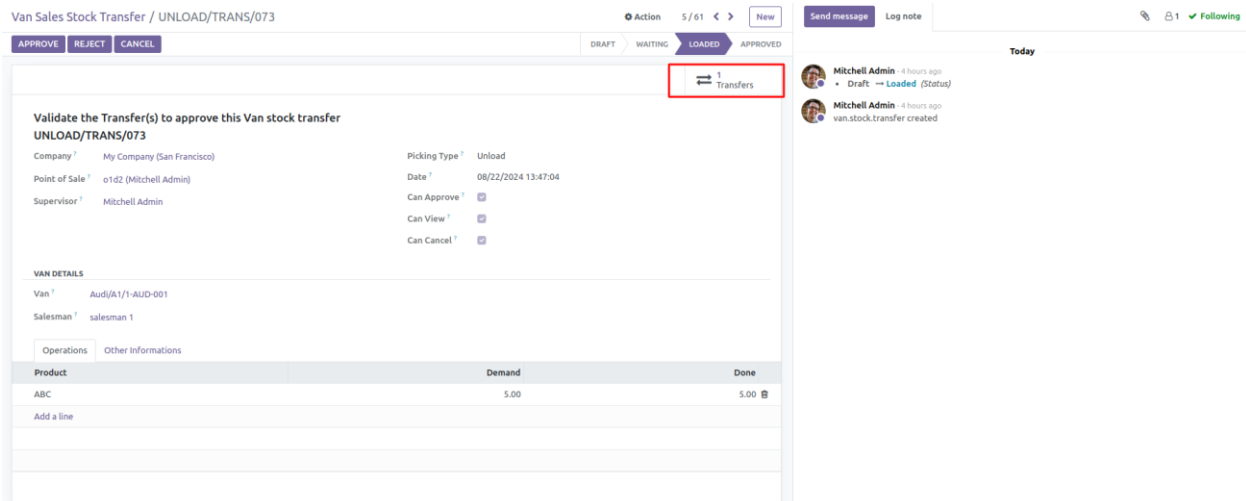 Van Sales Stock Transfer / UNLOAD/TRANS/073
Action 5 / 61 New
APPROVE REJECT CANCEL
DRAFT WAITING LOADED APPROVED
1
Transfers
Validate the Transfer(s) to approve this Van stock transfer
UNLOAD/TRANS/073
Company ? My Company (San Francisco)
Point of Sale ? o1d2 (Mitchell Admin)
Supervisor ? Mitchell Admin
Picking Type ? Unload
Date ? 08/22/2024 13:47:04
Can Approve ?
Can View ?
Can Cancel ?
VAN DETAILS
Van ? Audi/A1/1-AUD-001
Salesman ? salesman 1
Operations Other Informations
Product Demand Done
ABC 5.00 5.00
Add a line
Send message Log note 1 Following
Today
Mitchell Admin - 4 hours ago
• Draft → Loaded (Status)
Mitchell Admin - 4 hours ago
van.stock.transfer created